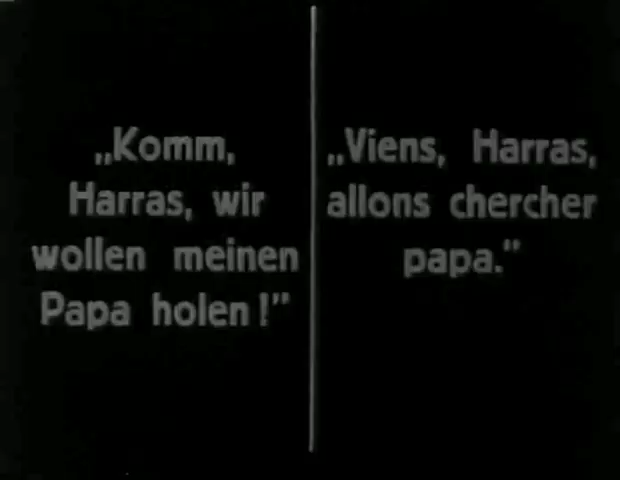 „Komm,
Harras, wir
wollen meinen
Papa holen!"
„Viens, Harras,
allons chercher
papa."